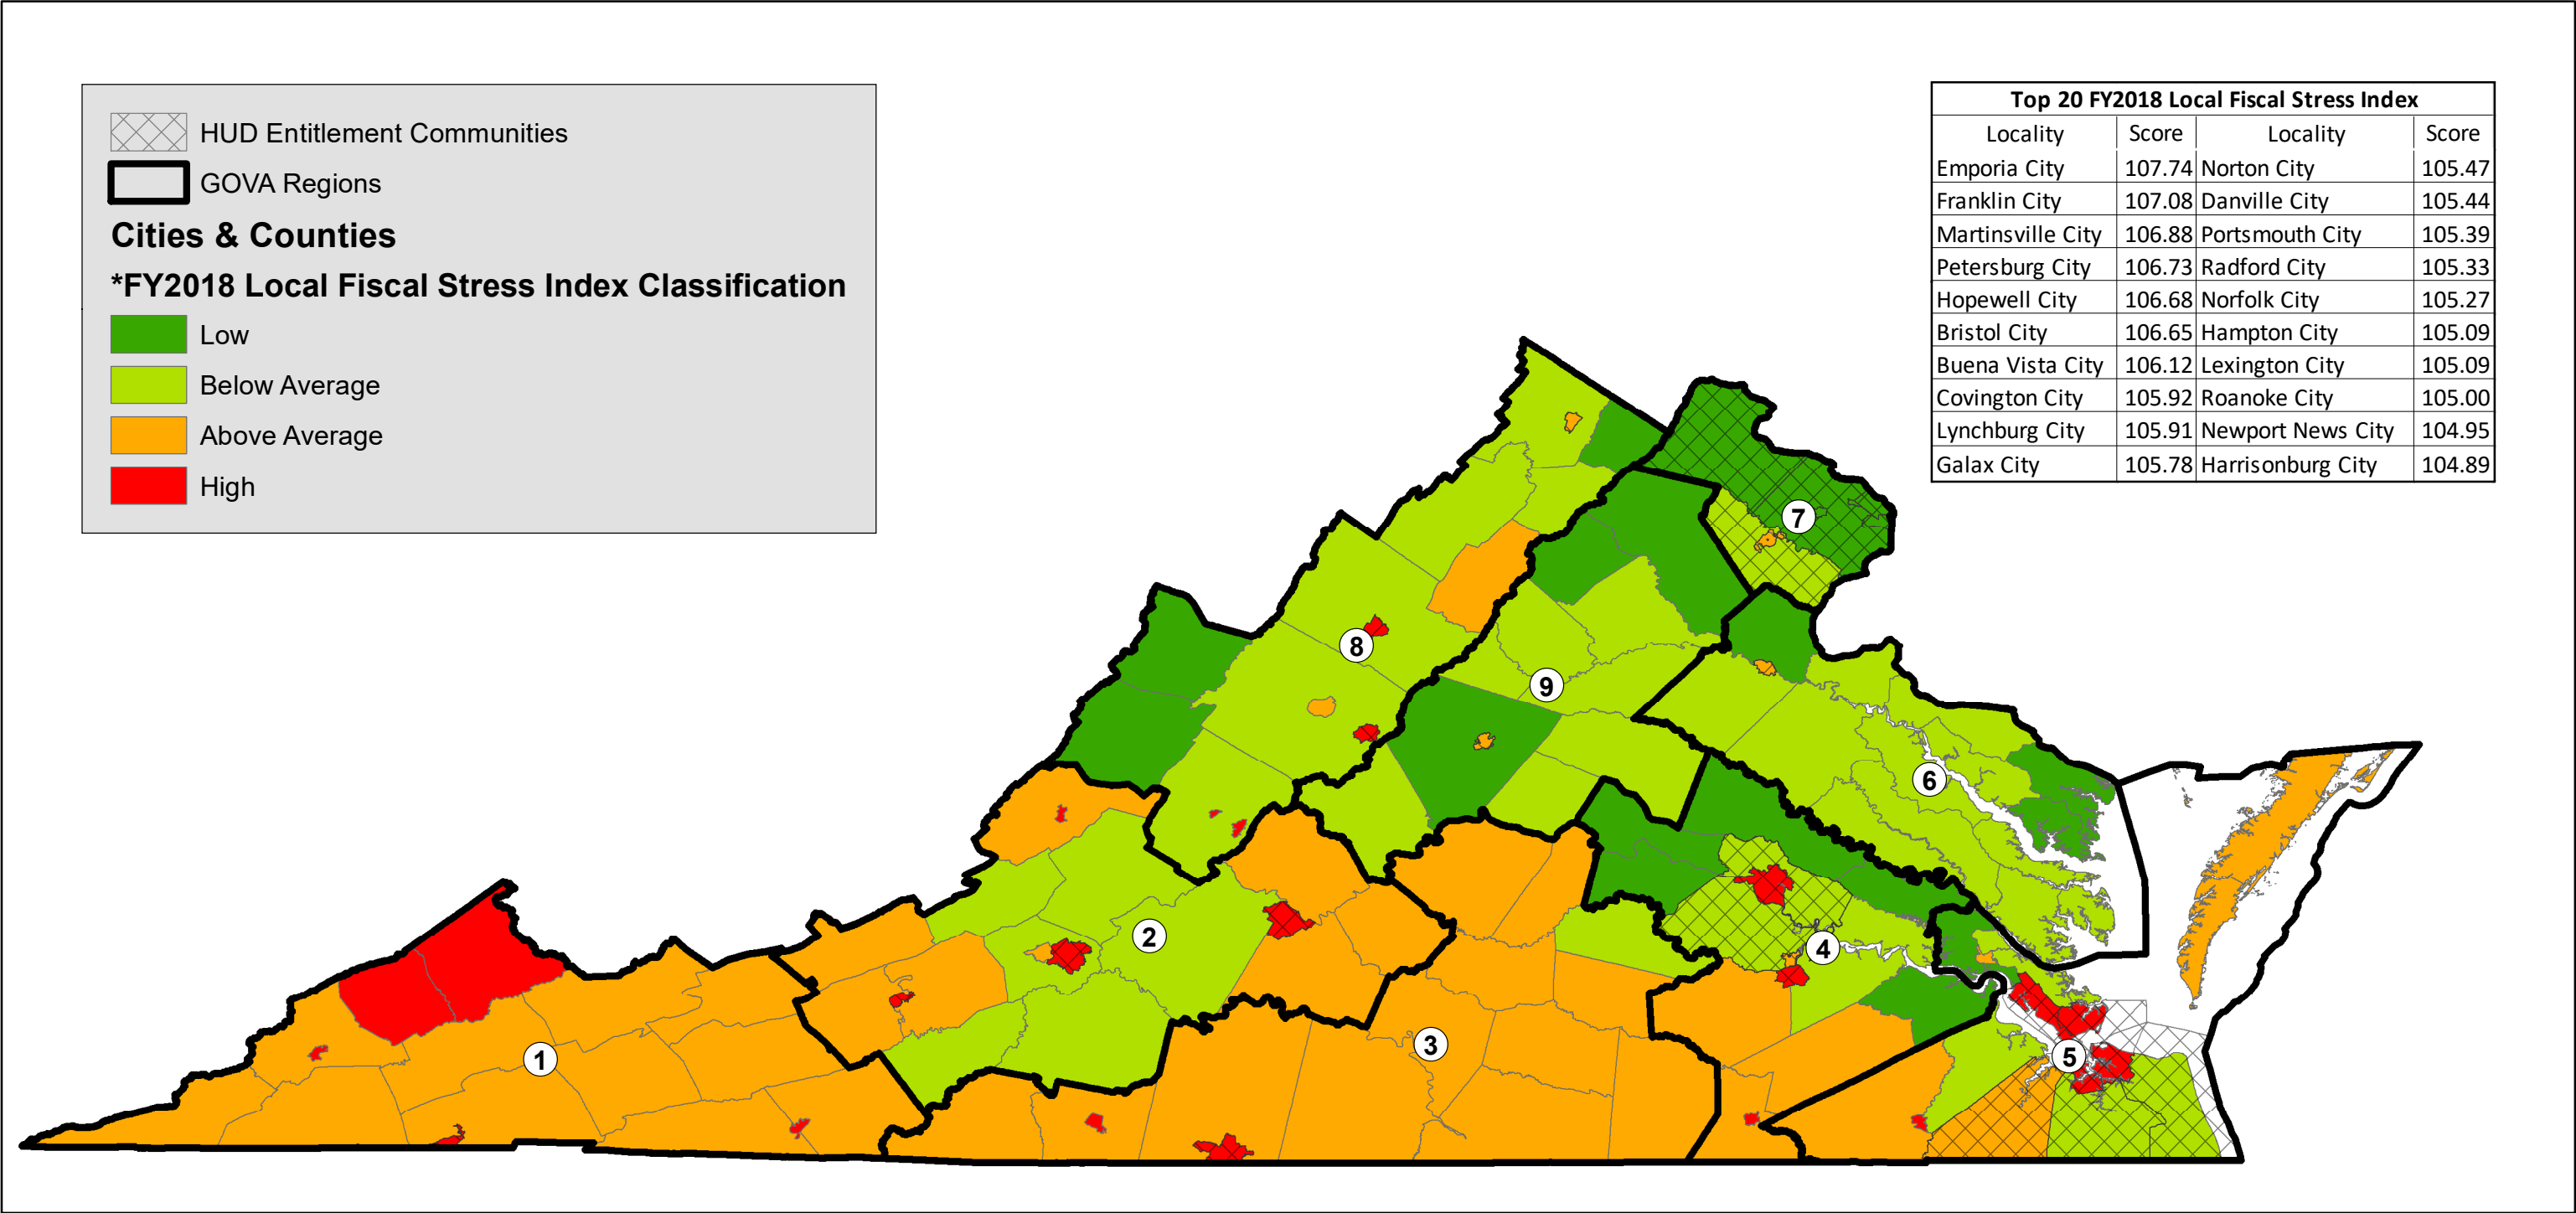 HUD Entitlement Communities
GOVA Regions
Cities & Counties
*FY2018 Local Fiscal Stress Index Classification
Low
Below Average
Above Average
High
Top 20 FY2018 Local Fiscal Stress Index
Locality Score Locality Score
Emporia City 107.74 Norton City 105.47
Franklin City 107.08 Danville City 105.44
Martinsville City 106.88 Portsmouth City 105.39
Petersburg City 106.73 Radford City 105.33
Hopewell City 106.68 Norfolk City 105.27
Bristol City 106.65 Hampton City 105.09
Buena Vista City 106.12 Lexington City 105.09
Covington City 105.92 Roanoke City 105.00
Lynchburg City 105.91 Newport News City 104.95
Galax City 105.78 Harrisonburg City 104.89
7
8
9
6
2
4
3
1
5